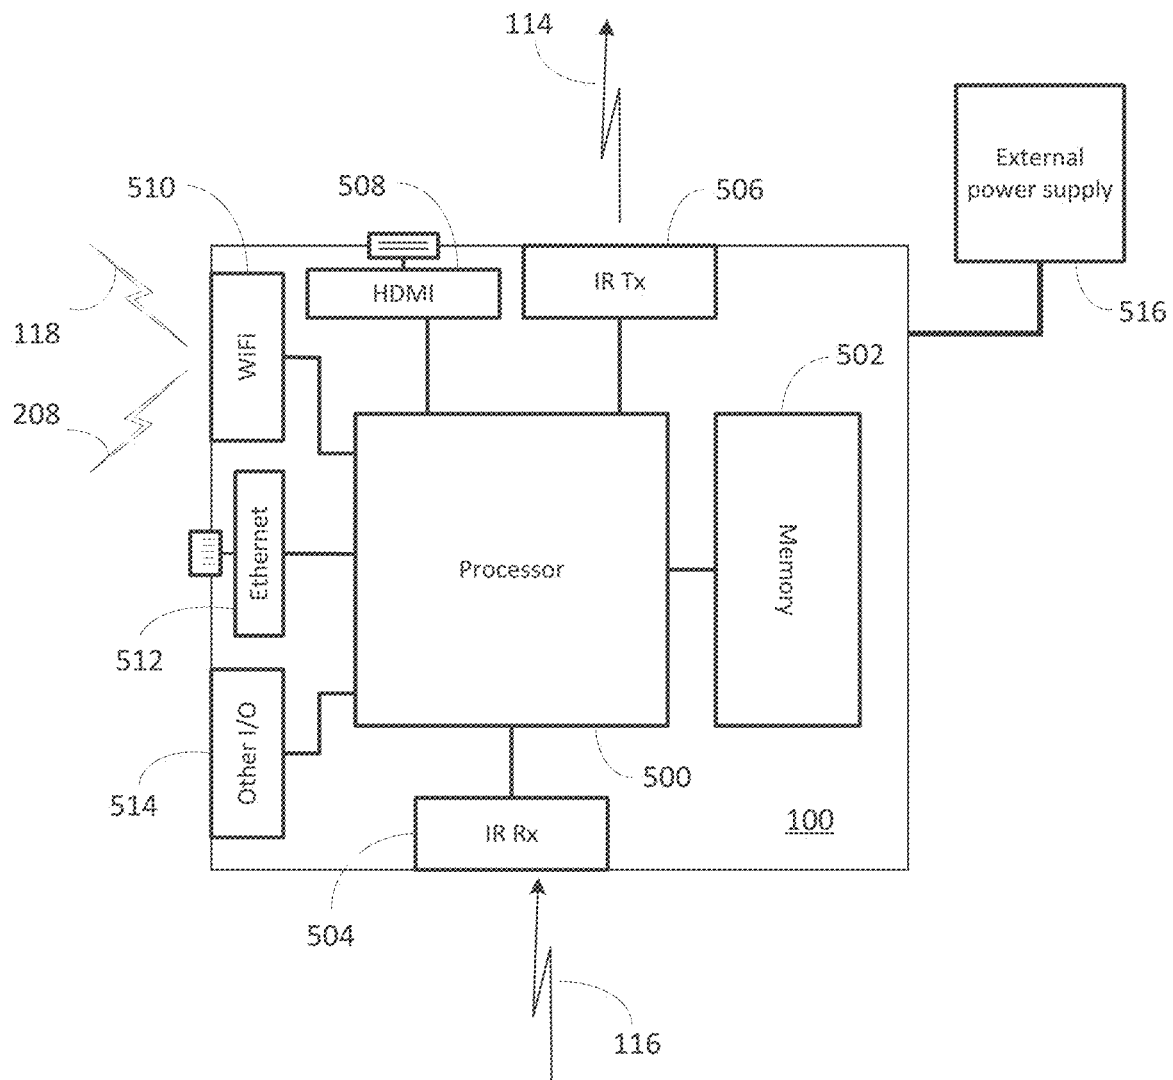 114
External
power supply
510
508
506
HDMI
IR Tx
516
118
WiFi
502
208
Ethernet
Processor
Memory
512
Other I/O
500
514
100
IR Rx
504
116